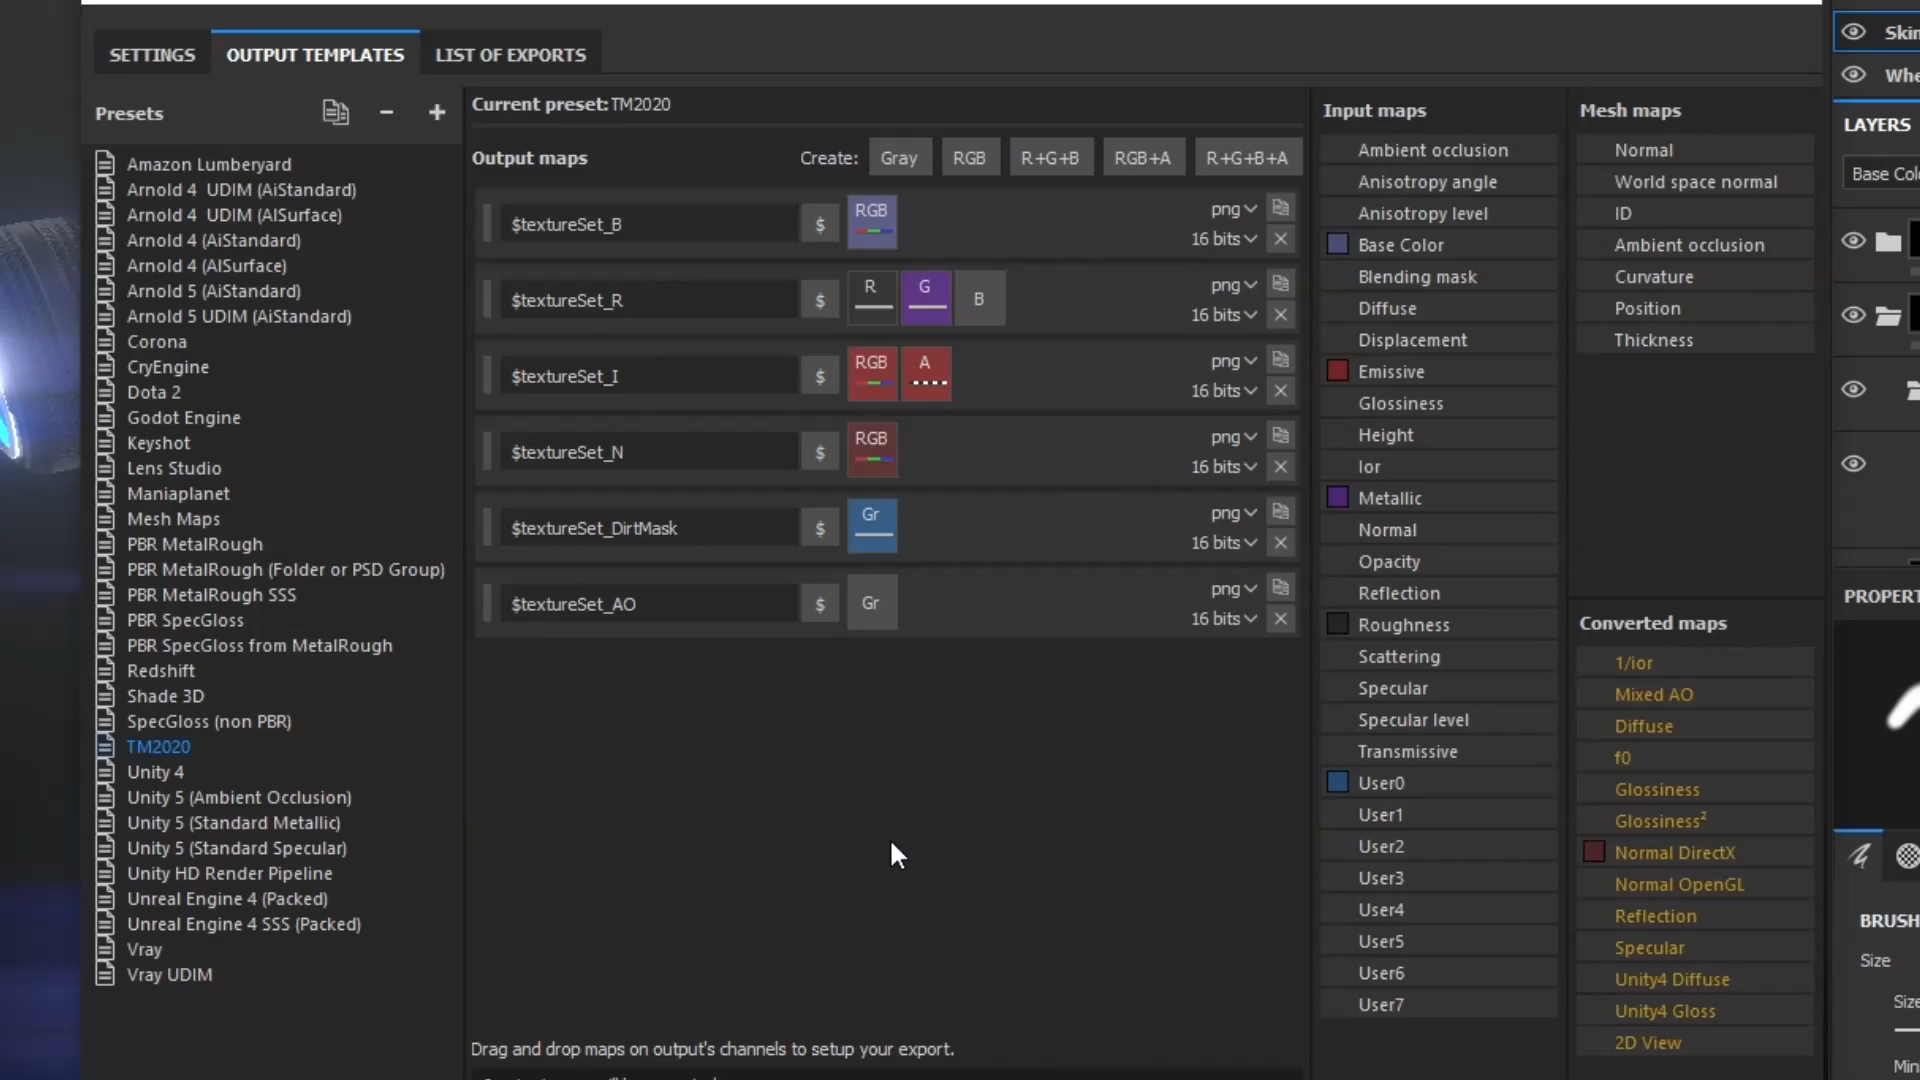 SETTINGS
OUTPUT TEMPLATES
LIST OF EXPORTS
Presets
Amazon Lumberyard
Arnold 4 UDIM (AiStandard)
Arnold 4 UDIM (AlSurface)
Arnold 4 (AiStandard)
Arnold 4 (AlSurface)
Arnold 5 (AiStandard)
Arnold 5 UDIM (AiStandard)
Corona
CryEngine
Dota 2
Godot Engine
Keyshot
Lens Studio
Maniaplanet
Mesh Maps
PBR MetalRough
PBR MetalRough (Folder or PSD Group)
PBR MetalRough SSS
PBR SpecGloss
PBR SpecGloss from MetalRough
Redshift
Shade 3D
SpecGloss (non PBR)
TM2020
Unity 4
Unity 5 (Ambient Occlusion)
Unity 5 (Standard Metallic)
Unity 5 (Standard Specular)
Unity HD Render Pipeline
Unreal Engine 4 (Packed)
Unreal Engine 4 SSS (Packed)
Vray
Vray UDIM
Current preset: TM2020
Output maps
Create: Gray RGB R+G+B RGB+A R+G+B+A
$textureSet_B $ RGB png
16 bits
$textureSet_R $ R G B png
16 bits
$textureSet_I $ RGB A png
16 bits
$textureSet_N $ RGB png
16 bits
$textureSet_DirtMask $ Gr png
16 bits
$textureSet_AO $ Gr png
16 bits
Drag and drop maps on output's channels to setup your export.
Input maps
Ambient occlusion
Anisotropy angle
Anisotropy level
Base Color
Blending mask
Diffuse
Displacement
Emissive
Glossiness
Height
Ior
Metallic
Normal
Opacity
Reflection
Roughness
Scattering
Specular
Specular level
Transmissive
User0
User1
User2
User3
User4
User5
User6
User7
Mesh maps
Normal
World space normal
ID
Ambient occlusion
Curvature
Position
Thickness
Converted maps
1/ior
Mixed AO
Diffuse
f0
Glossiness
Glossiness²
Normal DirectX
Normal OpenGL
Reflection
Specular
Unity4 Diffuse
Unity4 Gloss
2D View
LAYERS
Size